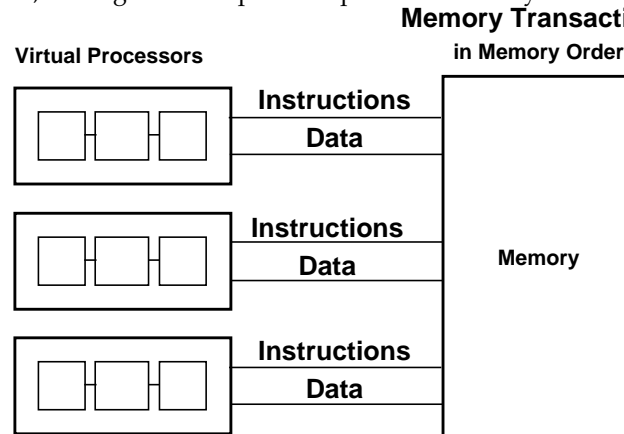 Memory Transacti
Virtual Processors
in Memory Order
Instructions
Data
Instructions
Data
Memory
Instructions
Data